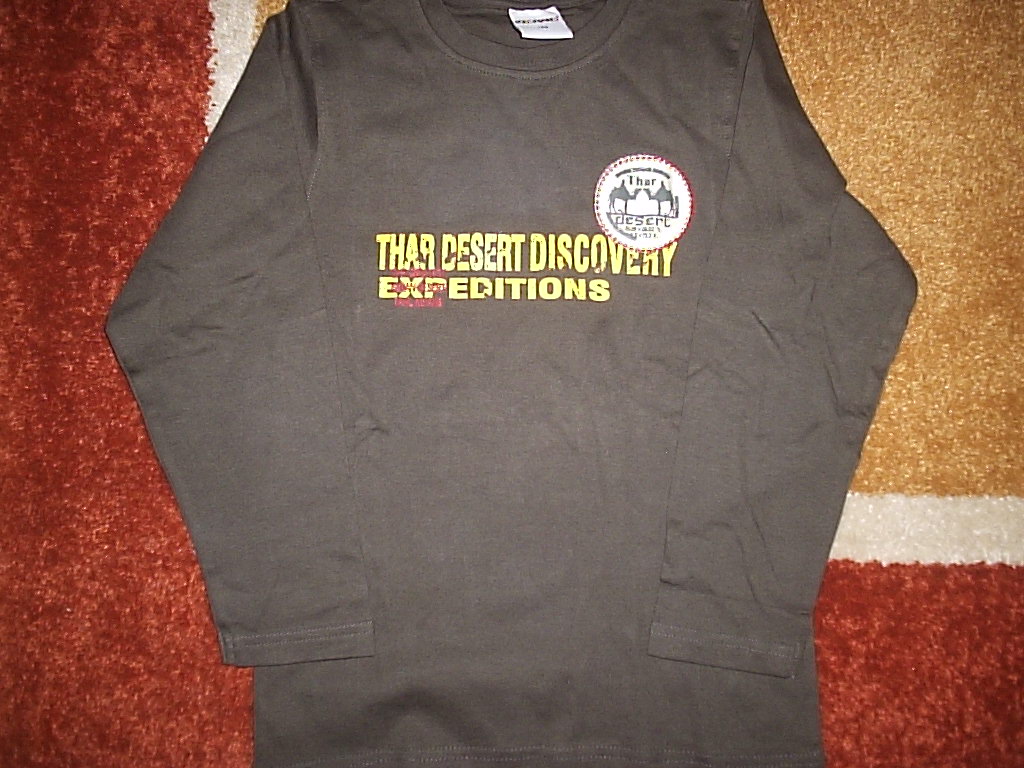 Thar
desert
THAR DESERT DISCOVERY
EXPEDITIONS